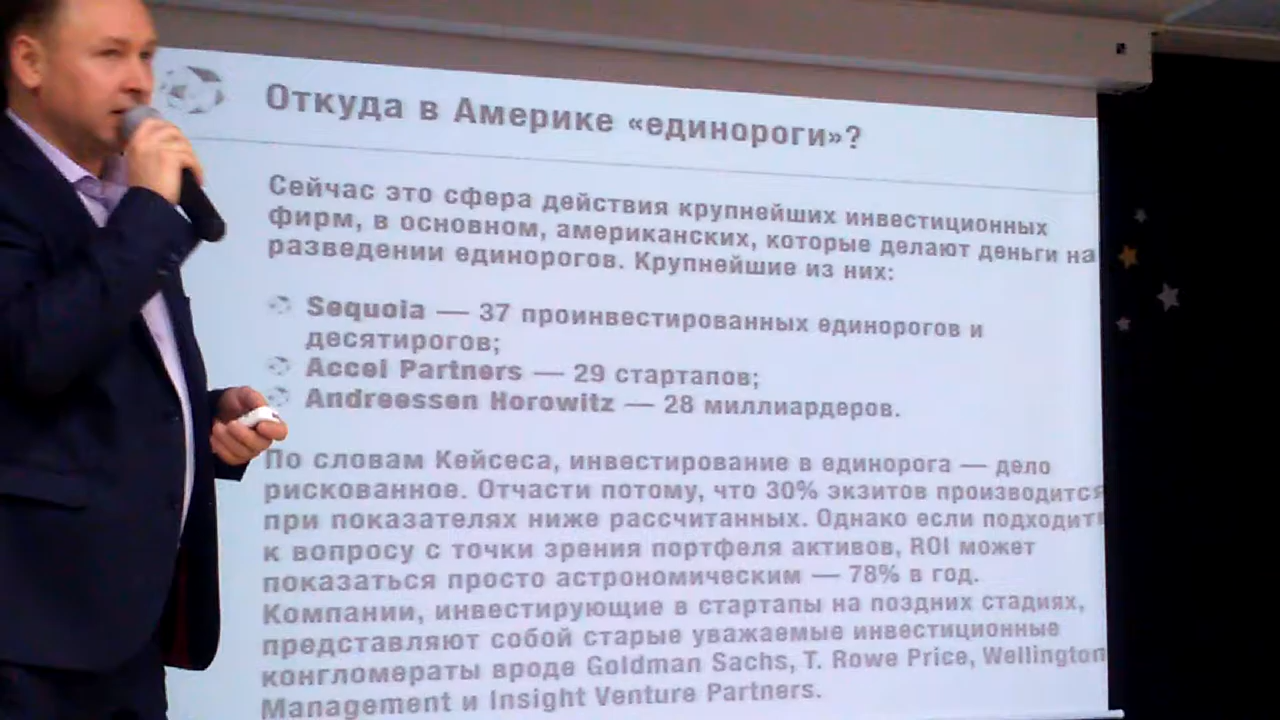 Откуда в Америке «единороги»?
Сейчас это сфера действия крупнейших инвестиционных
фирм, в основном, американских, которые делают деньги на
разведении единорогов. Крупнейшие из них:
Sequoia — 37 проинвестированных единорогов и
десятирогов;
Accel Partners — 29 стартапов;
Andreessen Horowitz — 28 миллиардеров.
По словам Кейсеса, инвестирование в единорога — дело
рискованное. Отчасти потому, что 30% экзитов производится
при показателях ниже рассчитанных. Однако если подходить
к вопросу с точки зрения портфеля активов, ROI может
показаться просто астрономическим — 78% в год.
Компании, инвестирующие в стартапы на поздних стадиях,
представляют собой старые уважаемые инвестиционные
конгломераты вроде Goldman Sachs, T. Rowe Price, Wellington
Management и Insight Venture Partners.